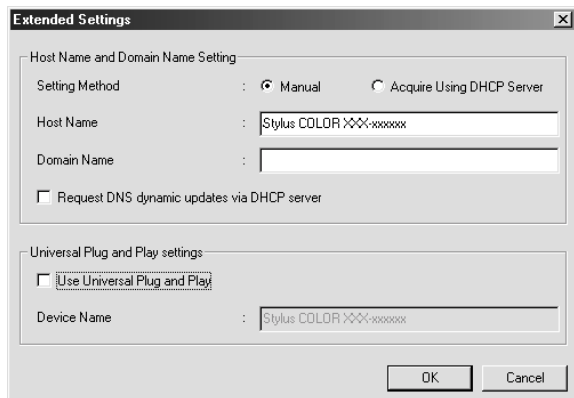 Extended Settings
Host Name and Domain Name Setting
Setting Method : Manual Acquire Using DHCP Server
Host Name : Stylus COLOR XXX-xxxxxx
Domain Name :
Request DNS dynamic updates via DHCP server
Universal Plug and Play settings
Use Universal Plug and Play
Device Name : Stylus COLOR XXX-xxxxxx
OK Cancel